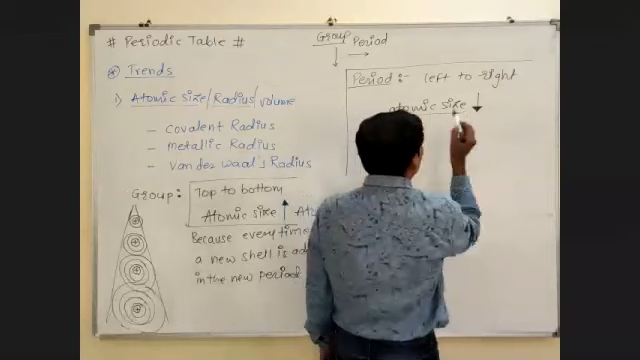 # Periodic Table #
Group
Period
Trends
1) Atomic size/Radius/volume
– Covalent Radius
– metallic Radius
– Van der Waal's Radius
Group: Top to bottom
Atomic size
Because every time
a new shell is
in the new Period
Period:- left to right
atomic size